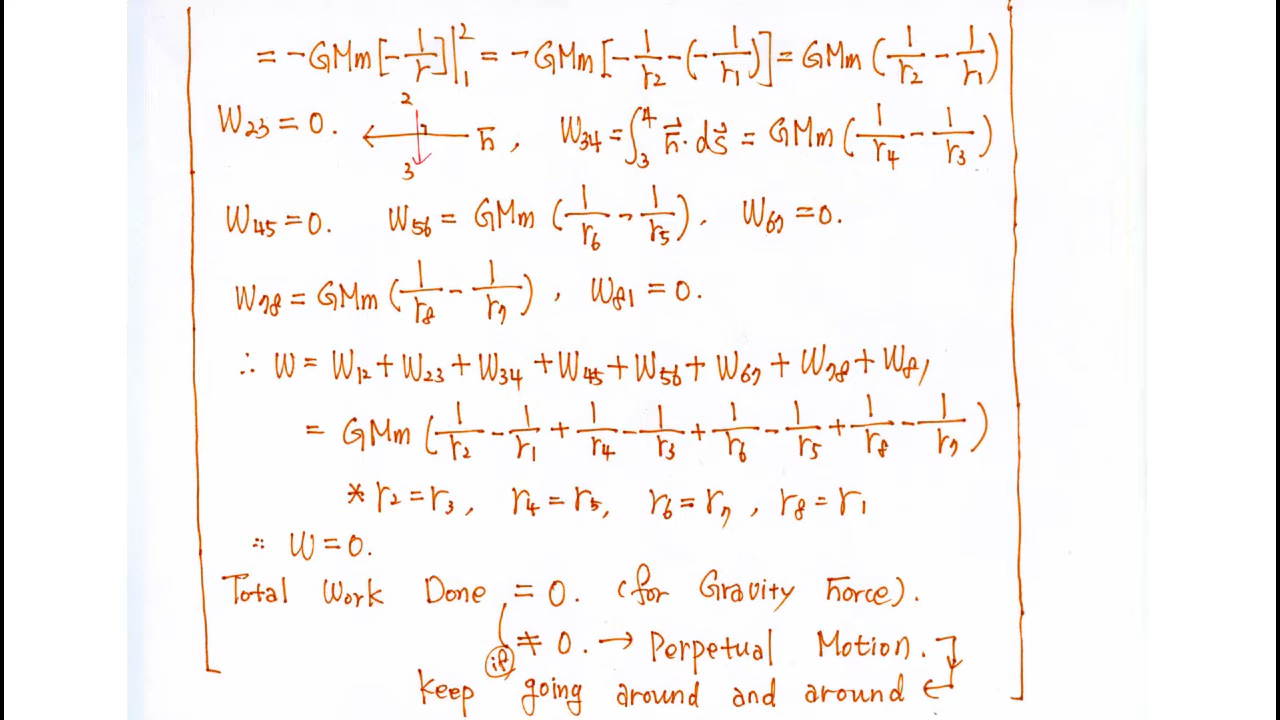 = -GMm[-1/r]|₁² = -GMm[-1/r₂-(-1/r₁)] = GMm(1/r₂ - 1/r₁)
W₂₃ = 0. 2 3 F⃗, W₃₄ = ∫₃⁴ F⃗·ds⃗ = GMm(1/r₄ - 1/r₃)
W₄₅ = 0. W₅₆ = GMm(1/r₆ - 1/r₅). W₆₇ = 0.
W₇₈ = GMm(1/r₈ - 1/r₇), W₈₁ = 0.
∴ W = W₁₂ + W₂₃ + W₃₄ + W₄₅ + W₅₆ + W₆₇ + W₇₈ + W₈₁
= GMm(1/r₂ - 1/r₁ + 1/r₄ - 1/r₃ + 1/r₆ - 1/r₅ + 1/r₈ - 1/r₇)
* r₂ = r₃, r₄ = r₅, r₆ = r₇, r₈ = r₁
∴ W = 0.
Total Work Done = 0. (for Gravity Force).
if ≠ 0. → Perpetual Motion.
keep going around and around ←